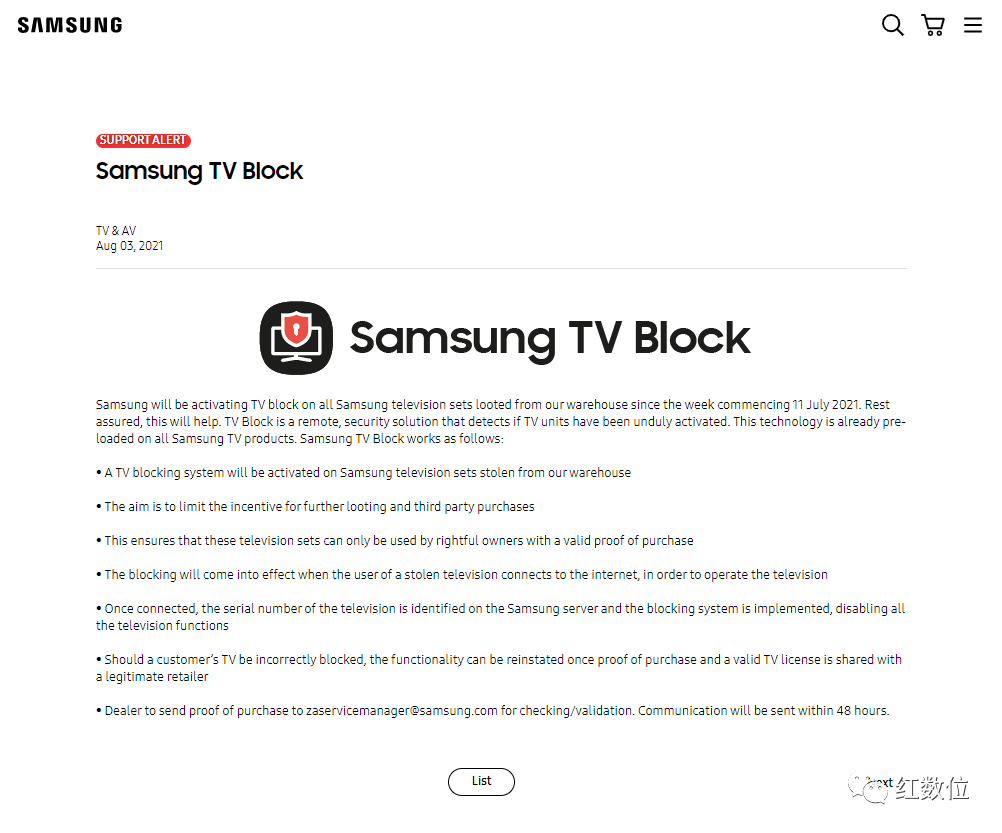 SAMSUNG
SUPPORT ALERT
Samsung TV Block
TV & AV
Aug 03, 2021
Samsung TV Block
Samsung will be activating TV block on all Samsung television sets looted from our warehouse since the week commencing 11 July 2021. Rest
assured, this will help. TV Block is a remote, security solution that detects if TV units have been unduly activated. This technology is already pre-
loaded on all Samsung TV products. Samsung TV Block works as follows:
• A TV blocking system will be activated on Samsung television sets stolen from our warehouse
• The aim is to limit the incentive for further looting and third party purchases
• This ensures that these television sets can only be used by rightful owners with a valid proof of purchase
• The blocking will come into effect when the user of a stolen television connects to the internet, in order to operate the television
• Once connected, the serial number of the television is identified on the Samsung server and the blocking system is implemented, disabling all
the television functions
• Should a customer’s TV be incorrectly blocked, the functionality can be reinstated once proof of purchase and a valid TV license is shared with
a legitimate retailer
• Dealer to send proof of purchase to zaservicemanager@samsung.com for checking/validation. Communication will be sent within 48 hours.
List
红数位